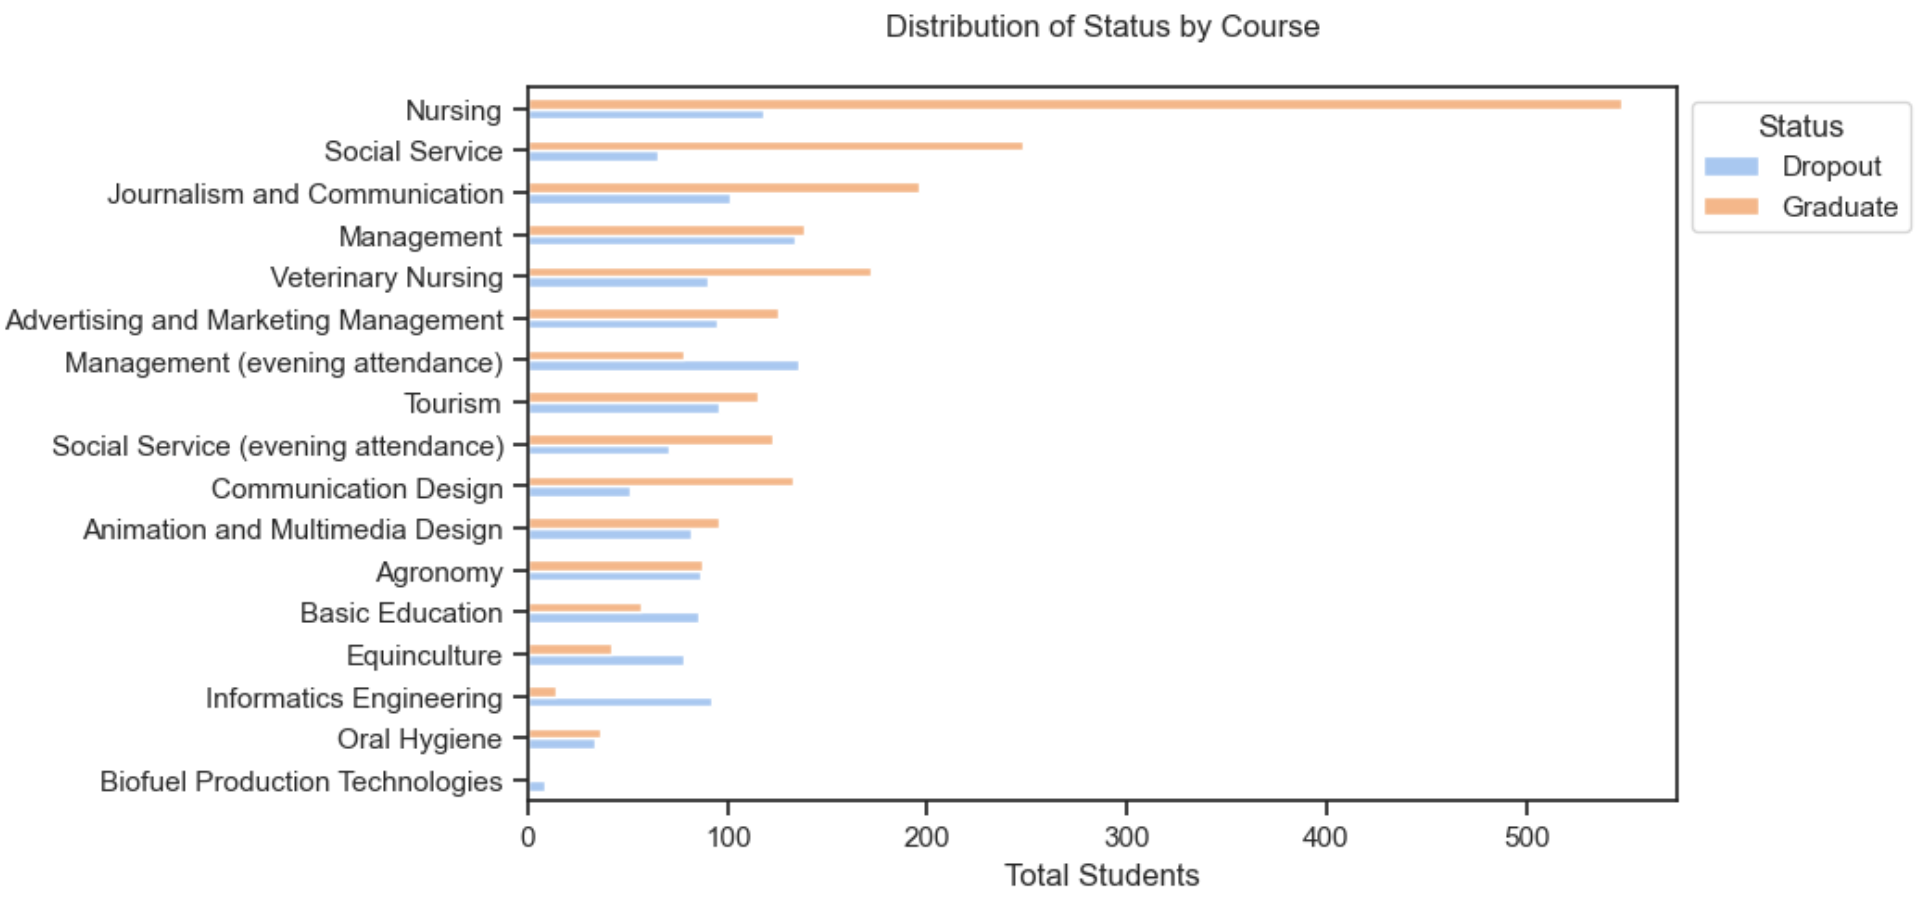 Distribution of Status by Course
Nursing
Social Service
Journalism and Communication
Management
Veterinary Nursing
Advertising and Marketing Management
Management (evening attendance)
Tourism
Social Service (evening attendance)
Communication Design
Animation and Multimedia Design
Agronomy
Basic Education
Equinculture
Informatics Engineering
Oral Hygiene
Biofuel Production Technologies
0 100 200 300 400 500
Total Students
Status
Dropout
Graduate